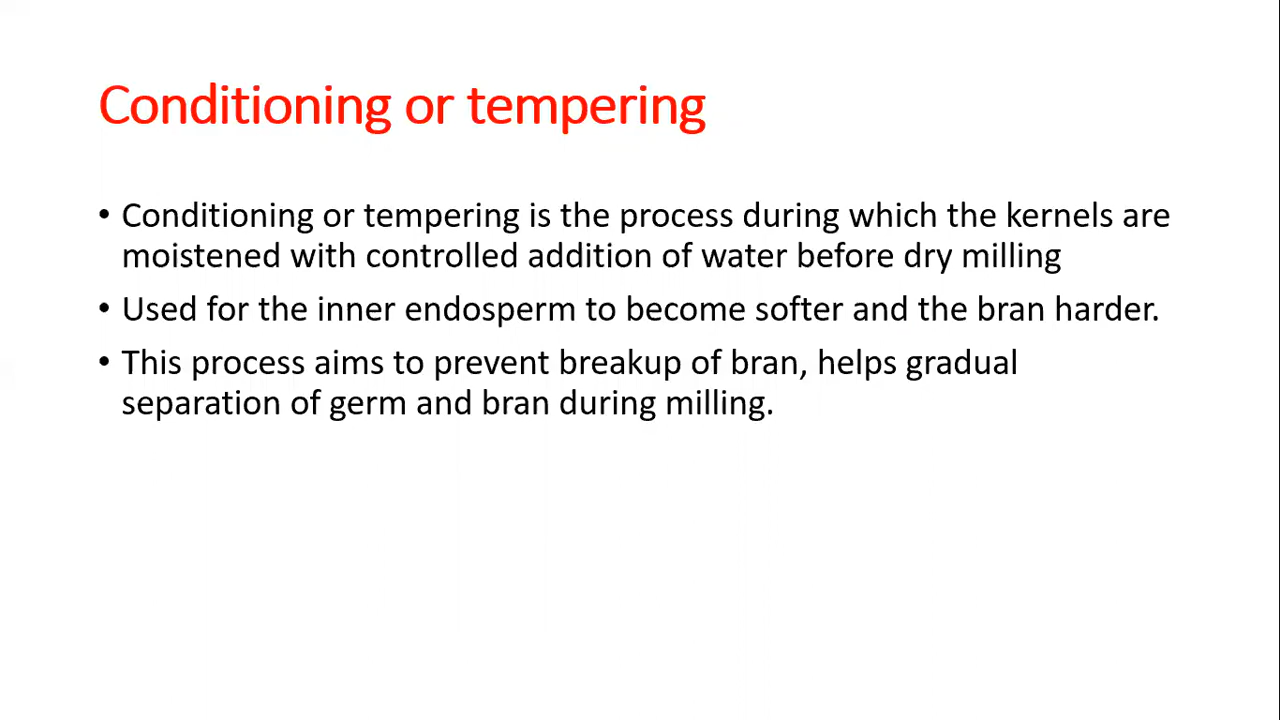 Conditioning or tempering
• Conditioning or tempering is the process during which the kernels are
moistened with controlled addition of water before dry milling
• Used for the inner endosperm to become softer and the bran harder.
• This process aims to prevent breakup of bran, helps gradual
separation of germ and bran during milling.